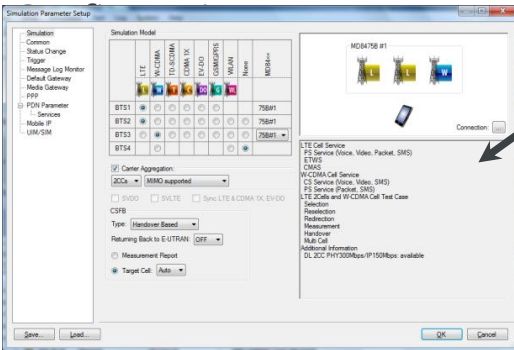 Simulation Parameter Setup
Simulation
Common
Status Change
Trigger
Message Log Monitor
Default Gateway
Media Gateway
PPP
PDN Parameter
Services
Mobile IP
UIM/SIM
Simulation Model
LTE
W-CDMA
TD-SCDMA
CDMA 1X
EV-DO
GSM/GPRS
WLAN
None
MD84**
L W T C DO G W
BTS1 75B#1
BTS2 75B#1
BTS3 75B#1
BTS4
Carrier Aggregation:
2CCs MIMO supported
SVDO SVLTE Sync LTE & CDMA 1X, EV-DO
CSFB
Type: Handover Based
Returning Back to E-UTRAN: OFF
Measurement Report
Target Cell: Auto
MD8475B #1
L L W
Connection: ...
LTE Cell Service
PS Service (Voice, Video, Packet, SMS)
ETWS
CMAS
W-CDMA Cell Service
CS Service (Voice, Video, SMS)
PS Service (Packet, SMS)
LTE 2Cells and W-CDMA Cell Test Case
Selection
Reselection
Redirection
Measurement
Handover
Multi Cell
Additional Information
DL 2CC PHY300Mbps/IP150Mbps: available
Save... Load... OK Cancel